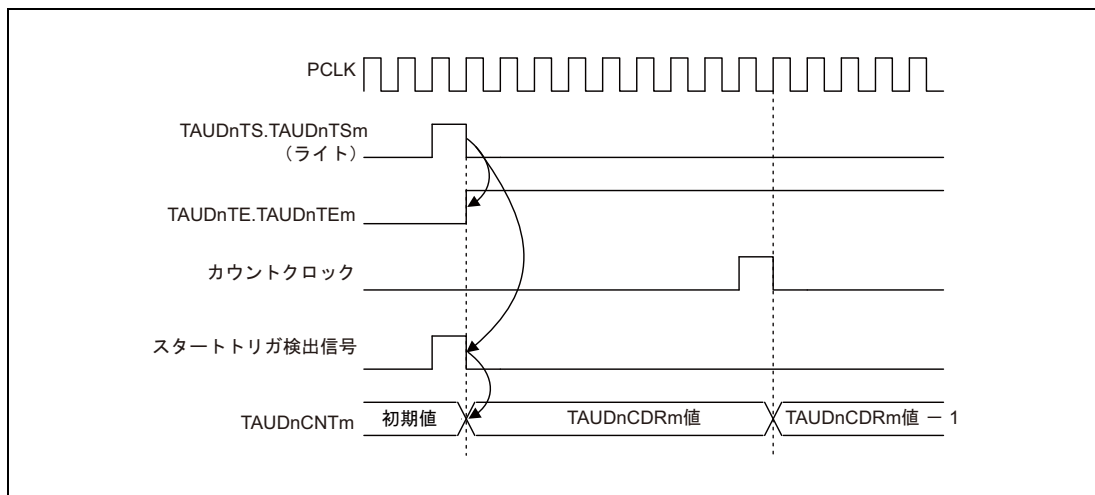 PCLK
TAUDnTS.TAUDnTSm
（ライト）
TAUDnTE.TAUDnTEm
カウントクロック
スタートトリガ検出信号
TAUDnCNTm
初期値
TAUDnCDRm値
TAUDnCDRm値 － 1